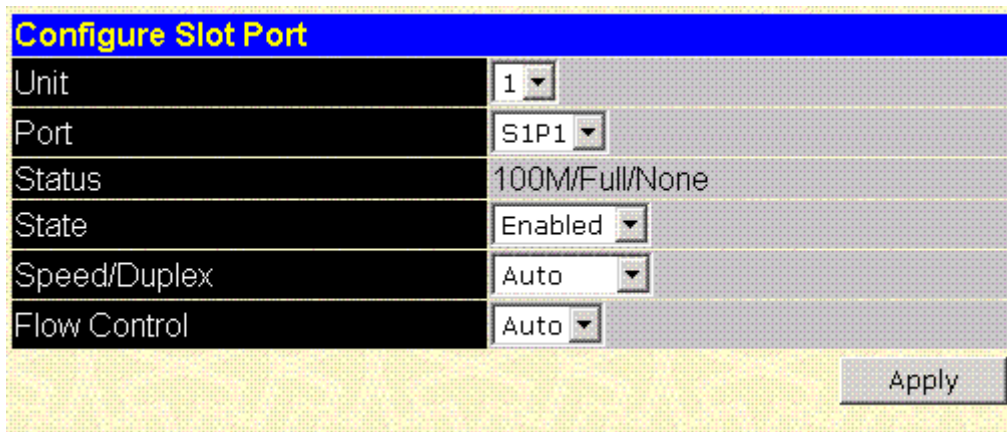 Configure Slot Port
Unit 1
Port S1P1
Status 100M/Full/None
State Enabled
Speed/Duplex Auto
Flow Control Auto
Apply